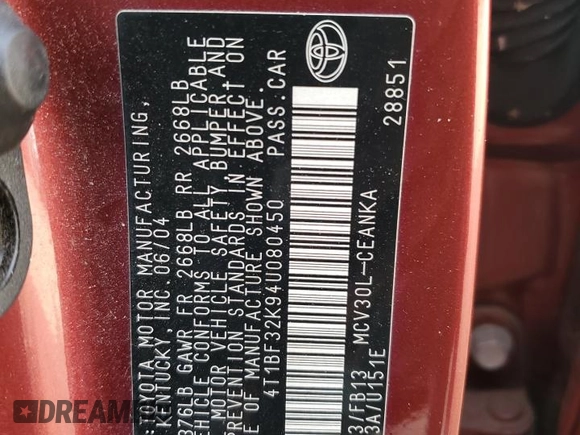 TOYOTA MOTOR MANUFACTURING,
KENTUCKY, INC. 06/04
376LB GAWR FR 2668LB RR 2668LB
VEHICLE CONFORMS TO ALL APPLICABLE
MOTOR VEHICLE SAFETY BUMPER, AND
PREVENTION STANDARDS IN EFFECT ON
E OF MANUFACTURE SHOWN ABOVE.
4T1BF32K94U080450 PASS.CAR
3/FB13 MCV30L-CEANKA
3A/U151E 28851
DREAM